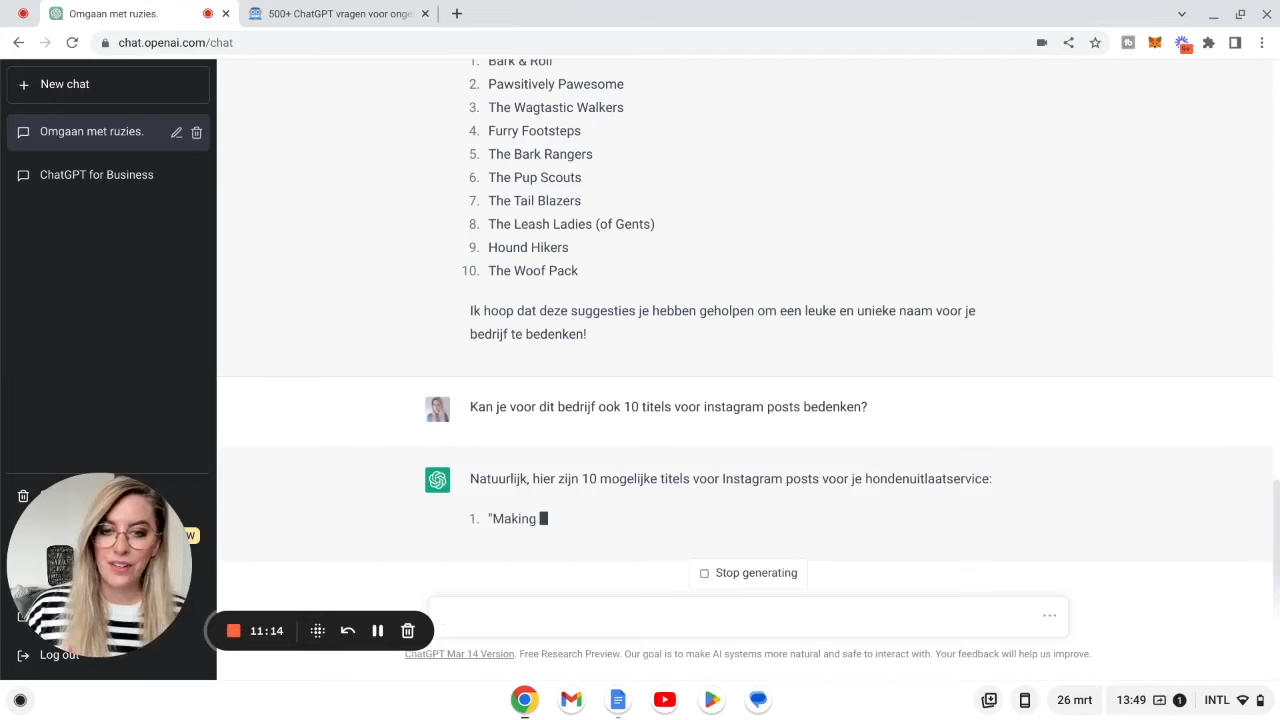 Omgaan met ruzies.
500+ ChatGPT vragen voor onge
chat.openai.com/chat
9+
New chat
Omgaan met ruzies.
ChatGPT for Business
1. Bark & Roll
2. Pawsitively Pawesome
3. The Wagtastic Walkers
4. Furry Footsteps
5. The Bark Rangers
6. The Pup Scouts
7. The Tail Blazers
8. The Leash Ladies (of Gents)
9. Hound Hikers
10. The Woof Pack
Ik hoop dat deze suggesties je hebben geholpen om een leuke en unieke naam voor je
bedrijf te bedenken!
Kan je voor dit bedrijf ook 10 titels voor instagram posts bedenken?
Natuurlijk, hier zijn 10 mogelijke titels voor Instagram posts voor je hondenuitlaatservice:
1. "Making
Stop generating
11:14
Log out
ChatGPT Mar 14 Version. Free Research Preview. Our goal is to make AI systems more natural and safe to interact with. Your feedback will help us improve.
26 mrt
13:49
1
INTL